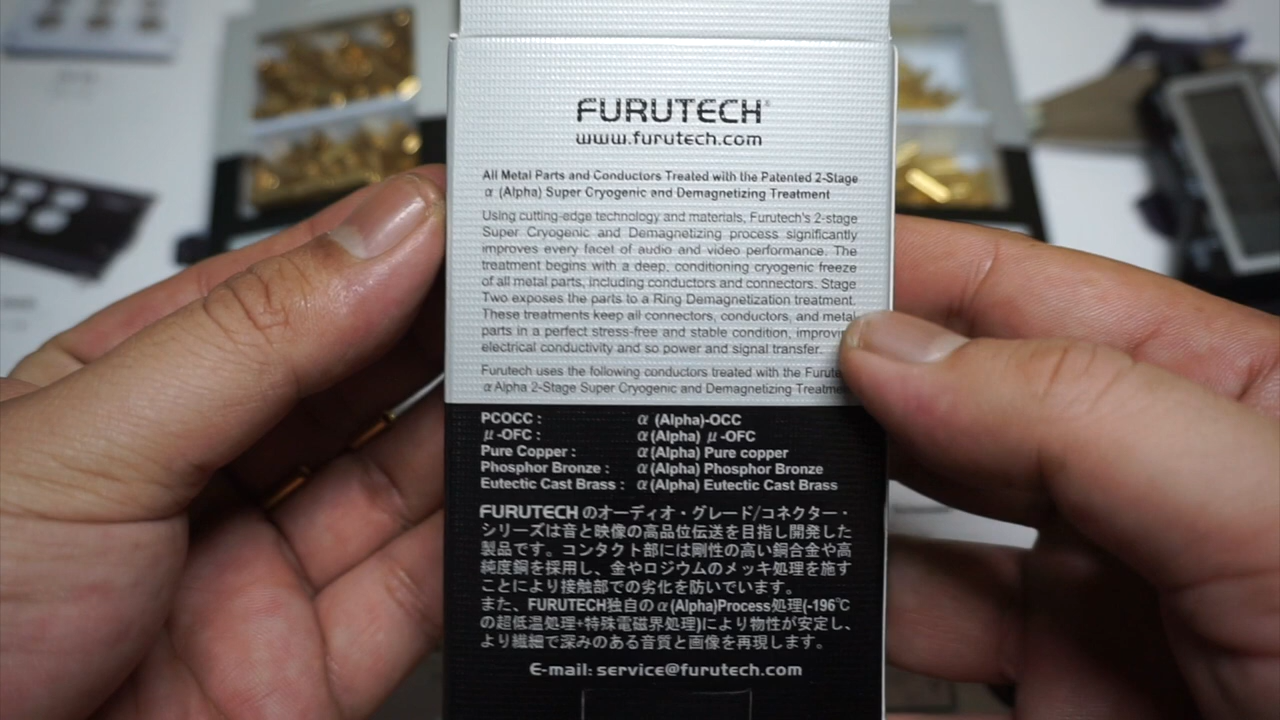 FURUTECH®
www.furutech.com
All Metal Parts and Conductors Treated with the Patented 2-Stage
α (Alpha) Super Cryogenic and Demagnetizing Treatment
Using cutting-edge technology and materials, Furutech's 2-stage
Super Cryogenic and Demagnetizing process significantly
improves every facet of audio and video performance. The
treatment begins with a deep, conditioning cryogenic freeze
of all metal parts, including conductors and connectors. Stage
Two exposes the parts to a Ring Demagnetization treatment.
These treatments keep all connectors, conductors, and metal
parts in a perfect stress-free and stable condition,
electrical conductivity and so power and signal transfer.
Furutech uses the following conductors treated with the
α Alpha 2-Stage Super Cryogenic and Demagnetizing
PCOCC : α (Alpha)-OCC
μ-OFC : α (Alpha) μ-OFC
Pure Copper : α (Alpha) Pure copper
Phosphor Bronze : α (Alpha) Phosphor Bronze
Eutectic Cast Brass : α (Alpha) Eutectic Cast Brass
FURUTECH のオーディオ・グレード/コネクター・
シリーズは音と映像の高品位伝送を目指し開発した
製品です。コンタクト部には剛性の高い銅合金や高
純度銅を採用し、金やロジウムのメッキ処理を施す
ことにより接触部での劣化を防いでいます。
また、FURUTECH独自のα(Alpha)Process処理(-196℃
の超低温処理+特殊電磁界処理)により物性が安定し、
より繊細で深みのある音質と画像を再現します。
E-mail: service@furutech.com